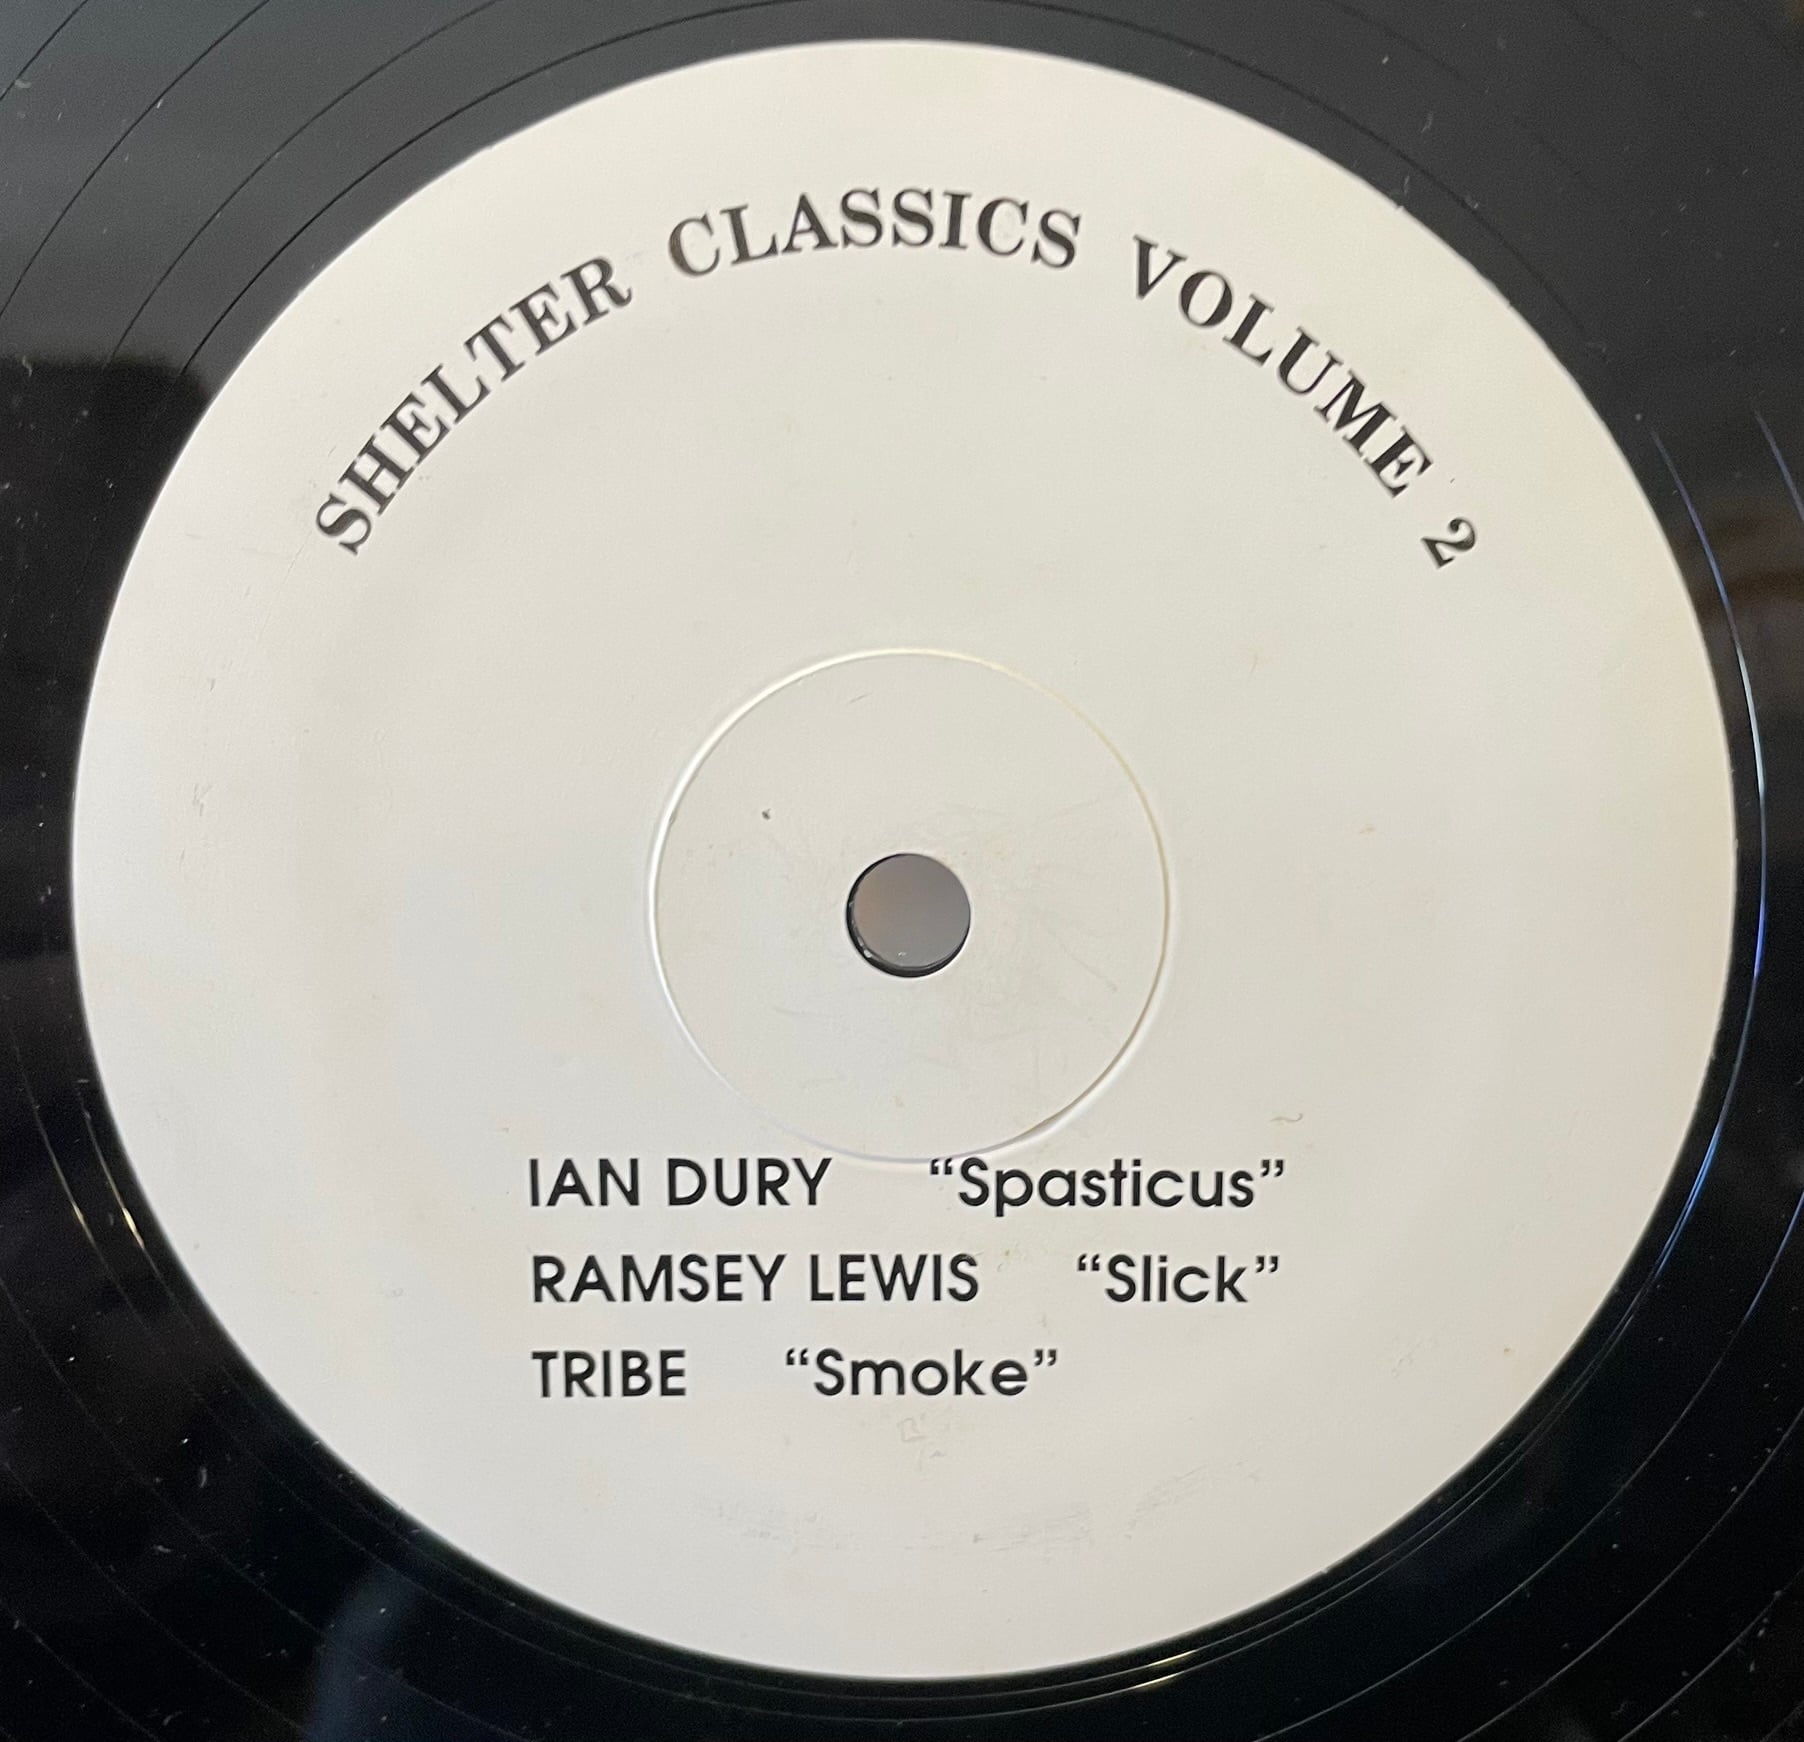 SHELTER CLASSICS VOLUME 2
IAN DURY “Spasticus”
RAMSEY LEWIS “Slick”
TRIBE “Smoke”